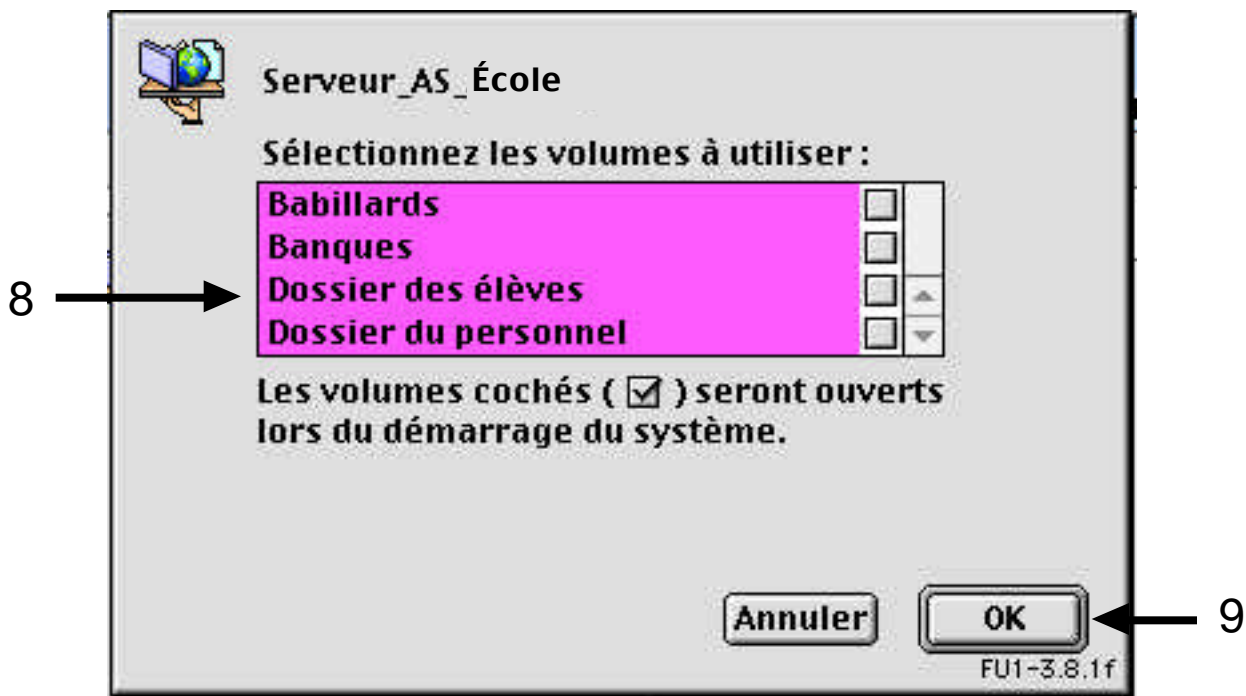 Serveur_AS_École
Sélectionnez les volumes à utiliser :
Babillards
Banques
8
Dossier des élèves
Dossier du personnel
Les volumes cochés ( ☑ ) seront ouverts
lors du démarrage du système.
Annuler
OK
9
FU1-3.8.1f